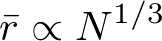 r̄ ∝ N^{1/3}